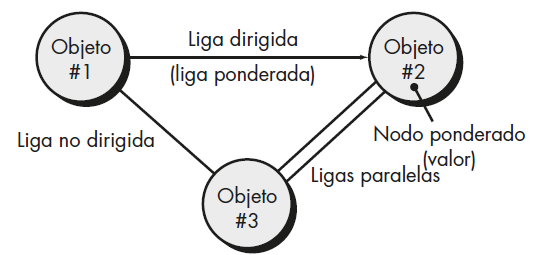 Objeto
#1
Liga dirigida
(liga ponderada)
Objeto
#2
Liga no dirigida
Nodo ponderado
(valor)
Ligas paralelas
Objeto
#3